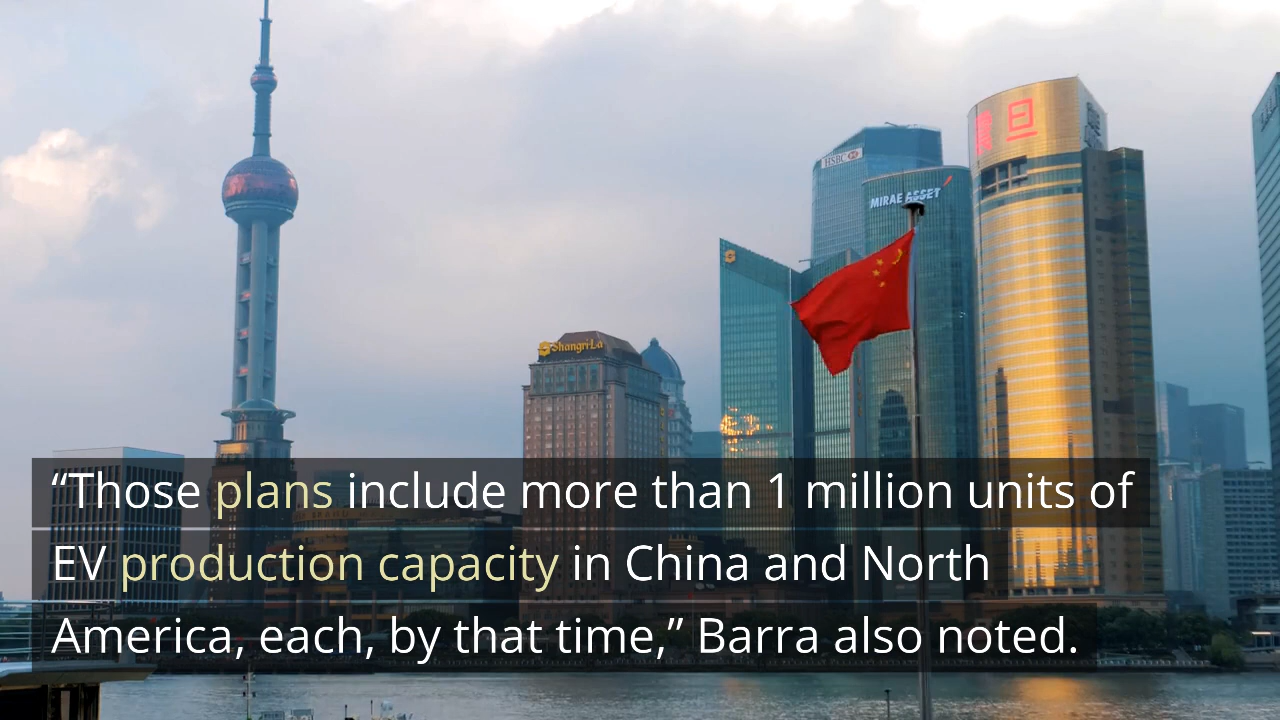 旦
HSBC
MIRAE ASSET
Shangri-La
“Those plans include more than 1 million units of
EV production capacity in China and North
America, each, by that time,” Barra also noted.